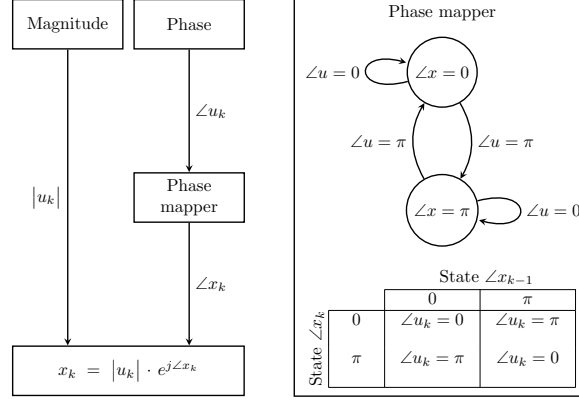 Magnitude
Phase
∠u_k
|u_k|
Phase
mapper
∠x_k
x_k = |u_k| · e^{j∠x_k}
Phase mapper
∠u = 0
∠x = 0
∠u = π
∠u = π
∠x = π
∠u = 0
State ∠x_{k−1}
0 π
State ∠x_k
0 ∠u_k = 0 ∠u_k = π
π ∠u_k = π ∠u_k = 0